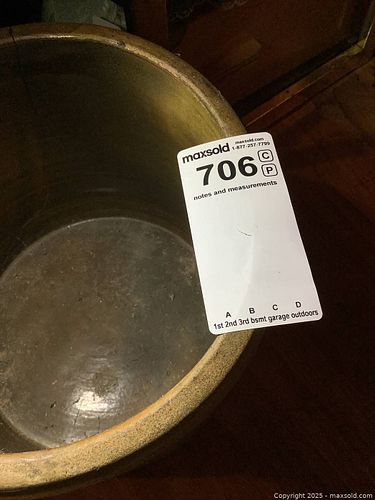 maxsold.com
maxsold 1-877-257-7799
706 C
P
notes and measurements
A B C D
1st 2nd 3rd bsmt garage outdoors
Copyright 2025 - maxsold.com